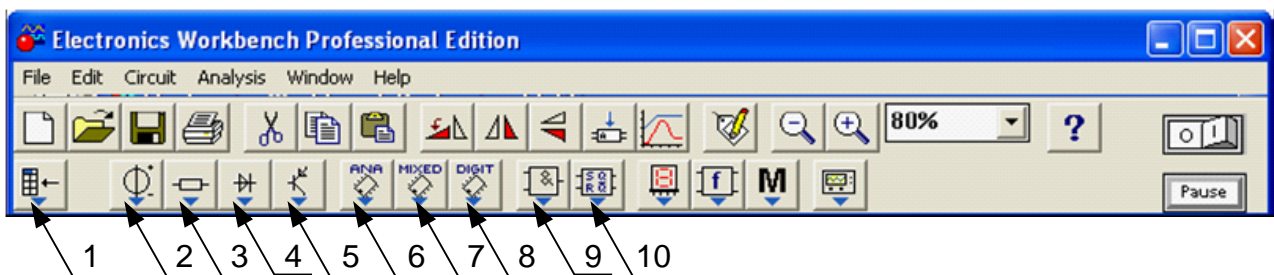 Electronics Workbench Professional Edition
File Edit Circuit Analysis Window Help
80% ? O I
ANA MIXED DIGIT & S Q R Q f M Pause
1 2 3 4 5 6 7 8 9 10